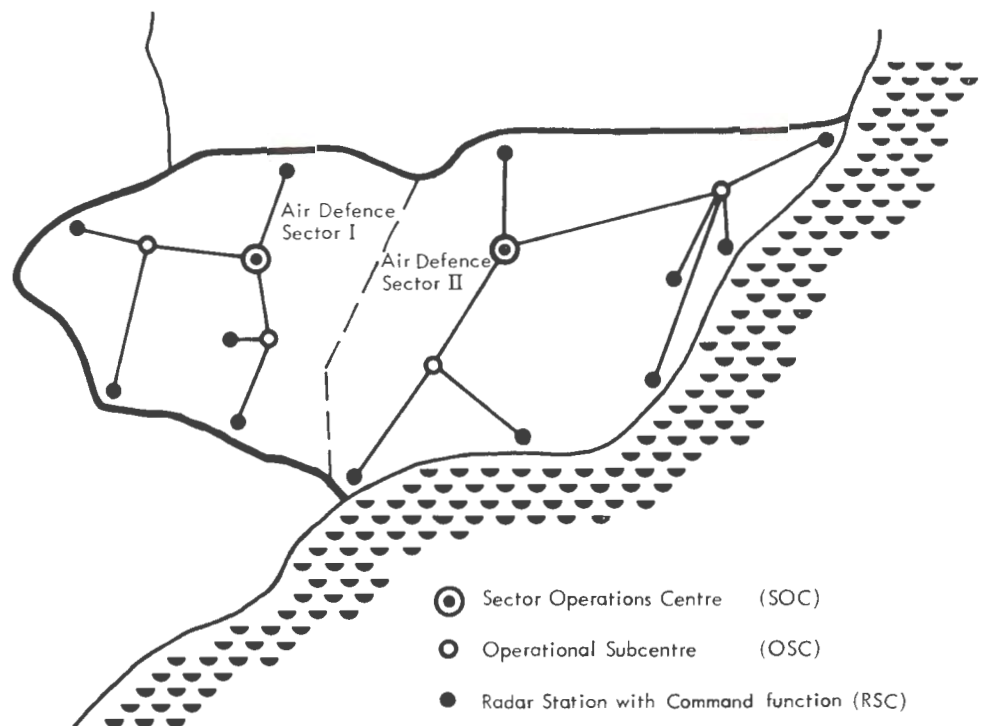 Air Defence
Sector I
Air Defence
Sector II
Sector Operations Centre (SOC)
Operational Subcentre (OSC)
Radar Station with Command function (RSC)